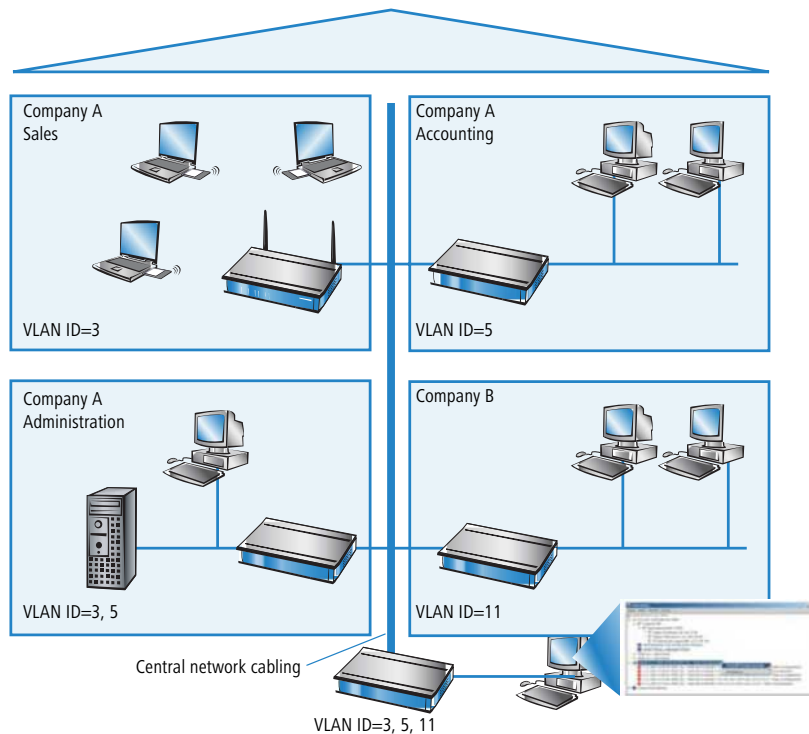 Company A
Sales
VLAN ID=3
Company A
Accounting
VLAN ID=5
Company A
Administration
VLAN ID=3, 5
Company B
VLAN ID=11
Central network cabling
VLAN ID=3, 5, 11